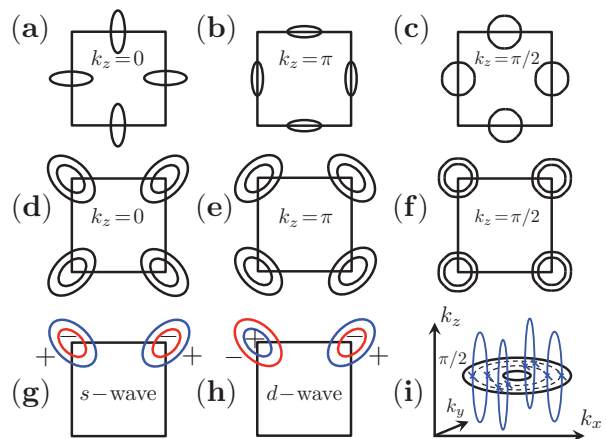 (a)
k_z=0
(b)
k_z=π
(c)
k_z=π/2
(d)
k_z=0
(e)
k_z=π
(f)
k_z=π/2
+ − − +
(g)
s−wave
− + − +
(h)
d−wave
k_z
π/2
k_y
(i)
k_x